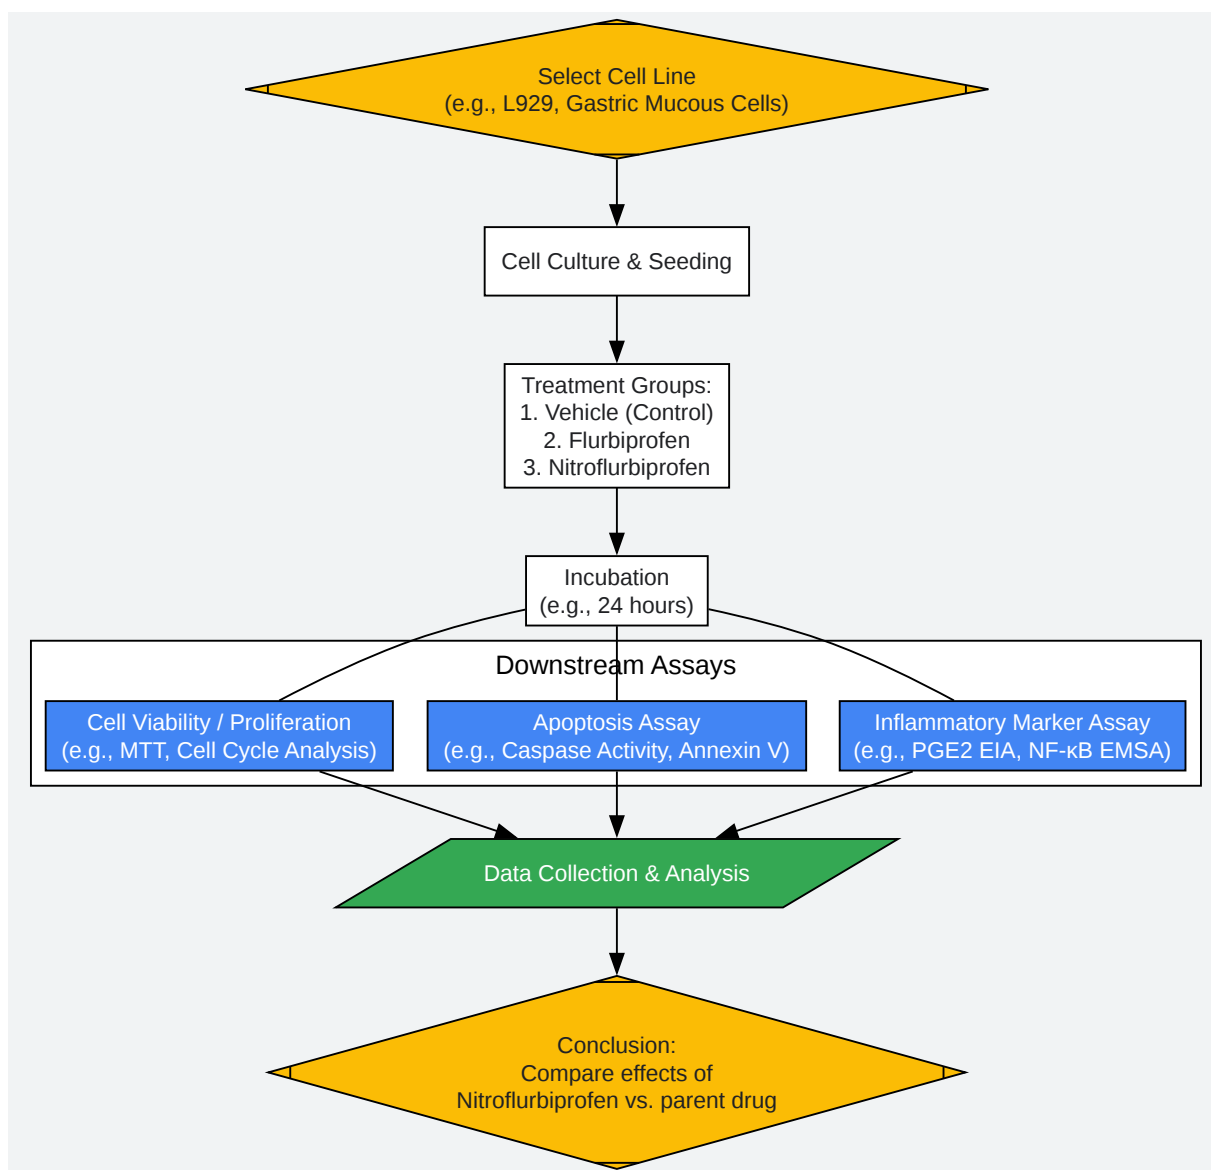 Select Cell Line
(e.g., L929, Gastric Mucous Cells)
Cell Culture & Seeding
Treatment Groups:
1. Vehicle (Control)
2. Flurbiprofen
3. Nitroflurbiprofen
Incubation
(e.g., 24 hours)
Downstream Assays
Cell Viability / Proliferation
(e.g., MTT, Cell Cycle Analysis)
Apoptosis Assay
(e.g., Caspase Activity, Annexin V)
Inflammatory Marker Assay
(e.g., PGE2 EIA, NF-κB EMSA)
Data Collection & Analysis
Conclusion:
Compare effects of
Nitroflurbiprofen vs. parent drug